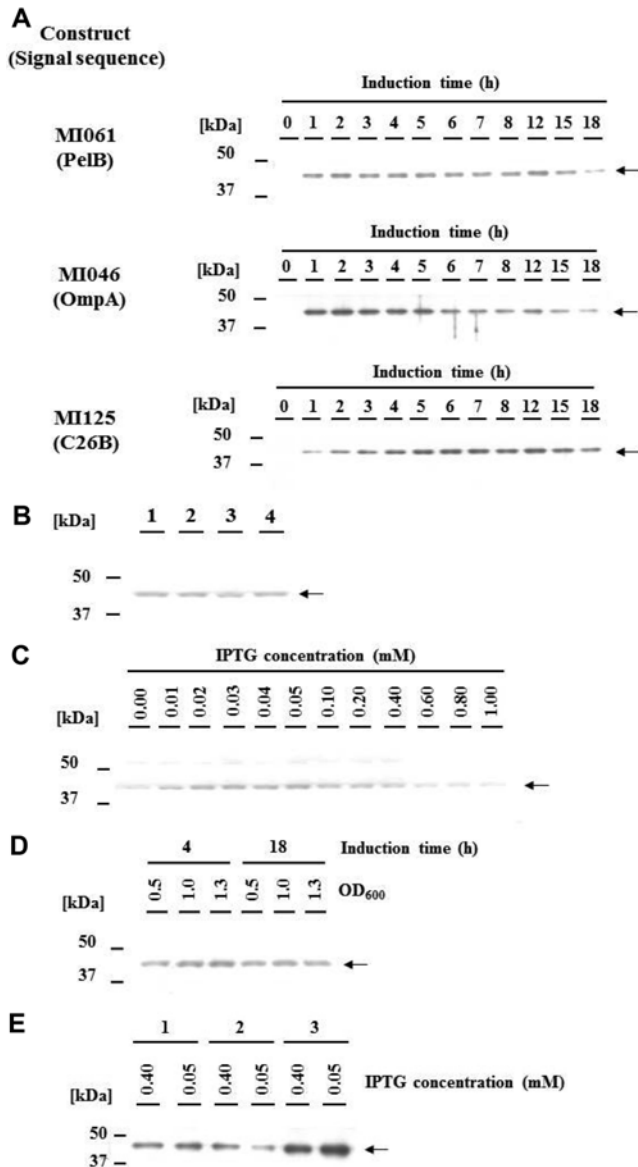 A
Construct
(Signal sequence)
Induction time (h)
[kDa] 0 1 2 3 4 5 6 7 8 12 15 18
MI061
(PelB)
50
37
Induction time (h)
[kDa] 0 1 2 3 4 5 6 7 8 12 15 18
MI046
(OmpA)
50
37
Induction time (h)
[kDa] 0 1 2 3 4 5 6 7 8 12 15 18
MI125
(C26B)
50
37
B
[kDa] 1 2 3 4
50
37
C
IPTG concentration (mM)
[kDa] 0.00 0.01 0.02 0.03 0.04 0.05 0.10 0.20 0.40 0.60 0.80 1.00
50
37
D
4 18 Induction time (h)
[kDa] 0.5 1.0 1.3 0.5 1.0 1.3 OD600
50
37
E
1 2 3
[kDa] 0.40 0.05 0.40 0.05 0.40 0.05 IPTG concentration (mM)
50
37